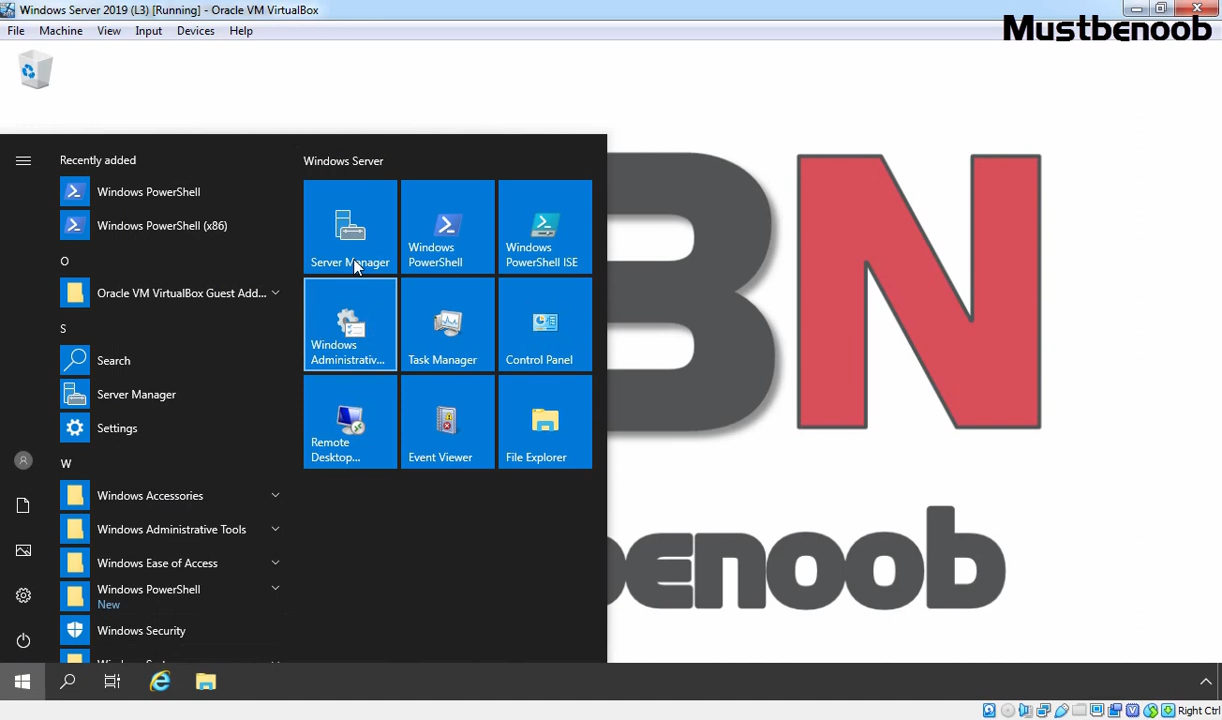 Windows Server 2019 (L3) [Running] - Oracle VM VirtualBox
File Machine View Input Devices Help
Mustbenoob
Recently added
Windows PowerShell
Windows PowerShell (x86)
O
Oracle VM VirtualBox Guest Add...
S
Search
Server Manager
Settings
W
Windows Accessories
Windows Administrative Tools
Windows Ease of Access
Windows PowerShell
New
Windows Security
Windows Server
Server Manager
Windows
PowerShell
Windows
PowerShell ISE
Windows
Administrativ...
Task Manager
Control Panel
Remote
Desktop...
Event Viewer
File Explorer
BN
benoob
Right Ctrl